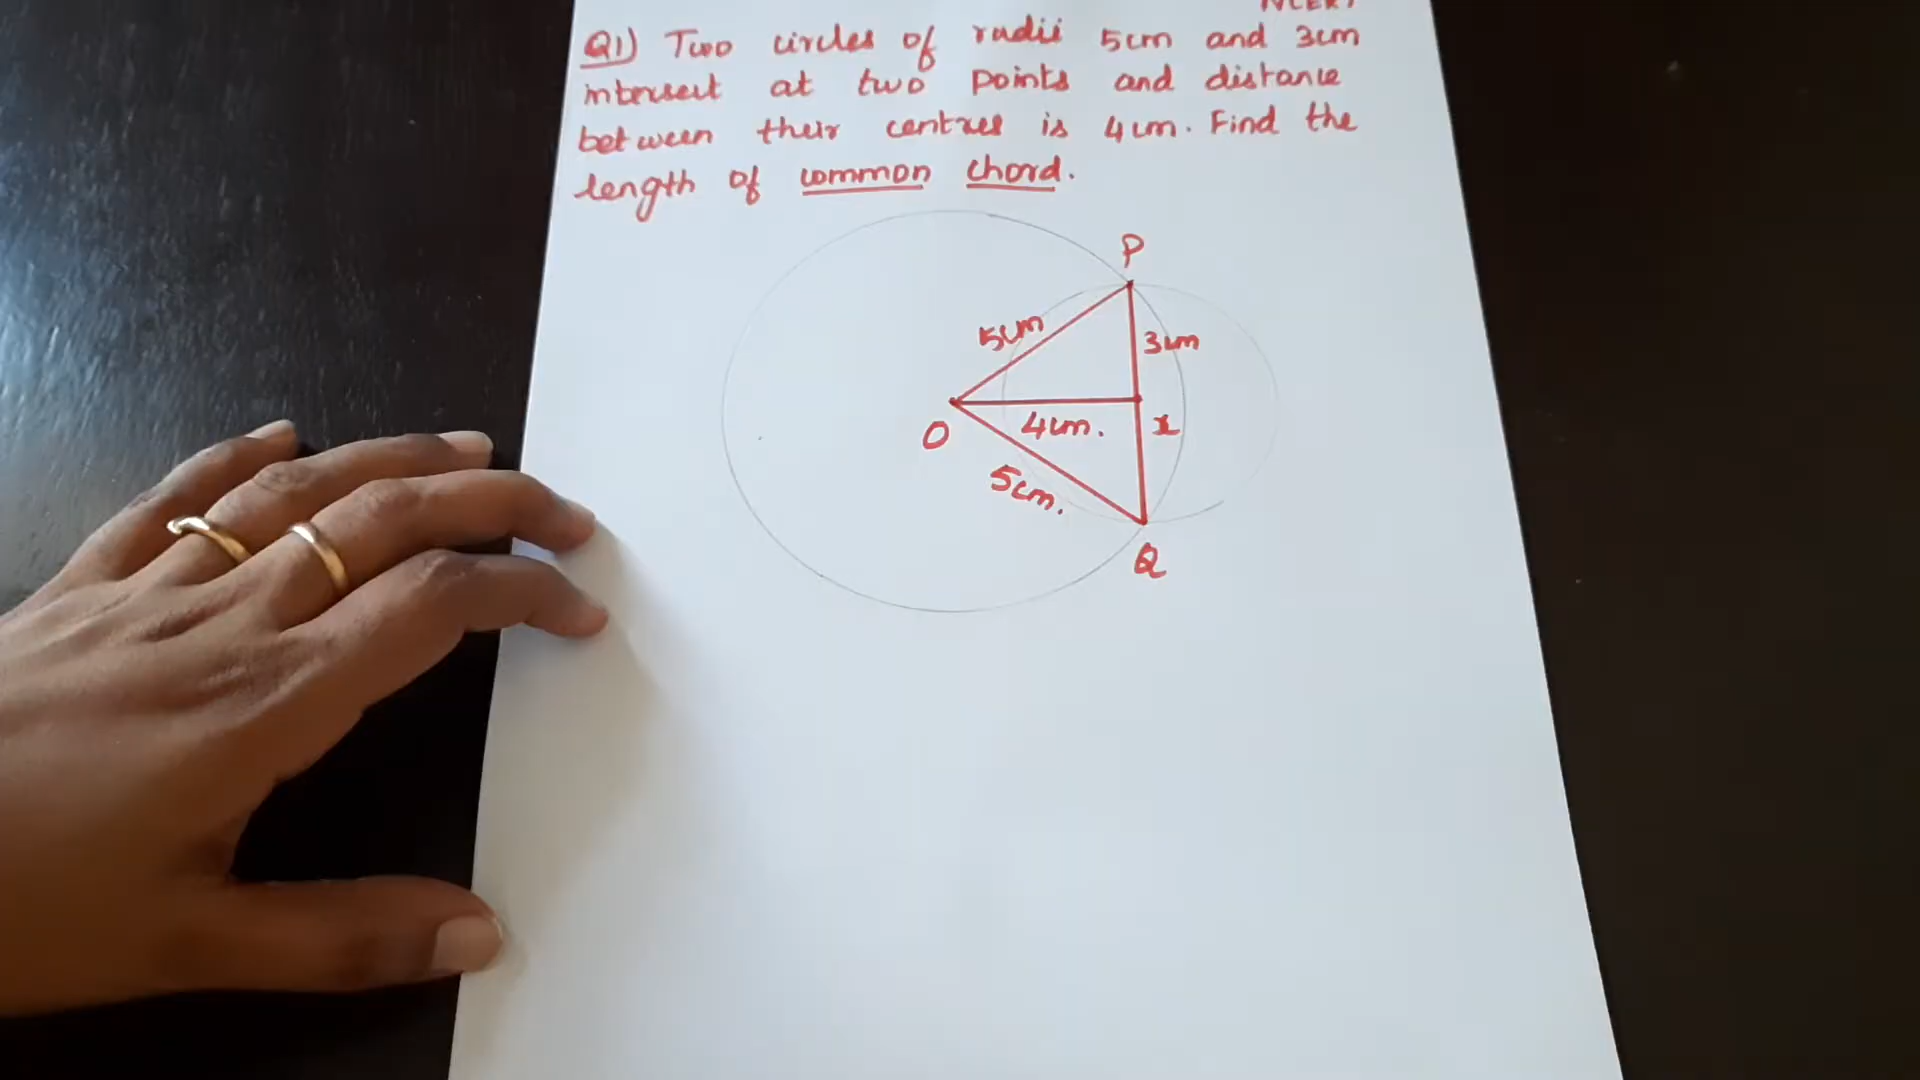 NCERT
Q1) Two circles of radii 5cm and 3cm
intersect at two points and distance
between their centres is 4cm. Find the
length of common chord.
P
5cm
3cm
4cm.
x
O
5cm.
Q